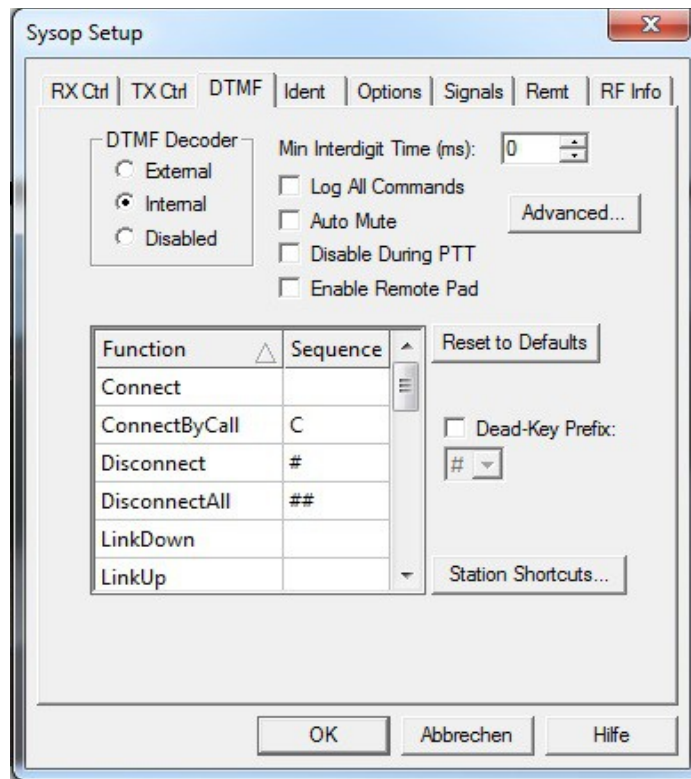 Sysop Setup
RX Ctrl TX Ctrl DTMF Ident Options Signals Remt RF Info
DTMF Decoder
External
Internal
Disabled
Min Interdigit Time (ms): 0
Log All Commands
Auto Mute
Disable During PTT
Enable Remote Pad
Advanced...
Function Sequence
Connect
ConnectByCall C
Disconnect #
DisconnectAll ##
LinkDown
LinkUp
Reset to Defaults
Dead-Key Prefix:
#
Station Shortcuts...
OK Abbrechen Hilfe